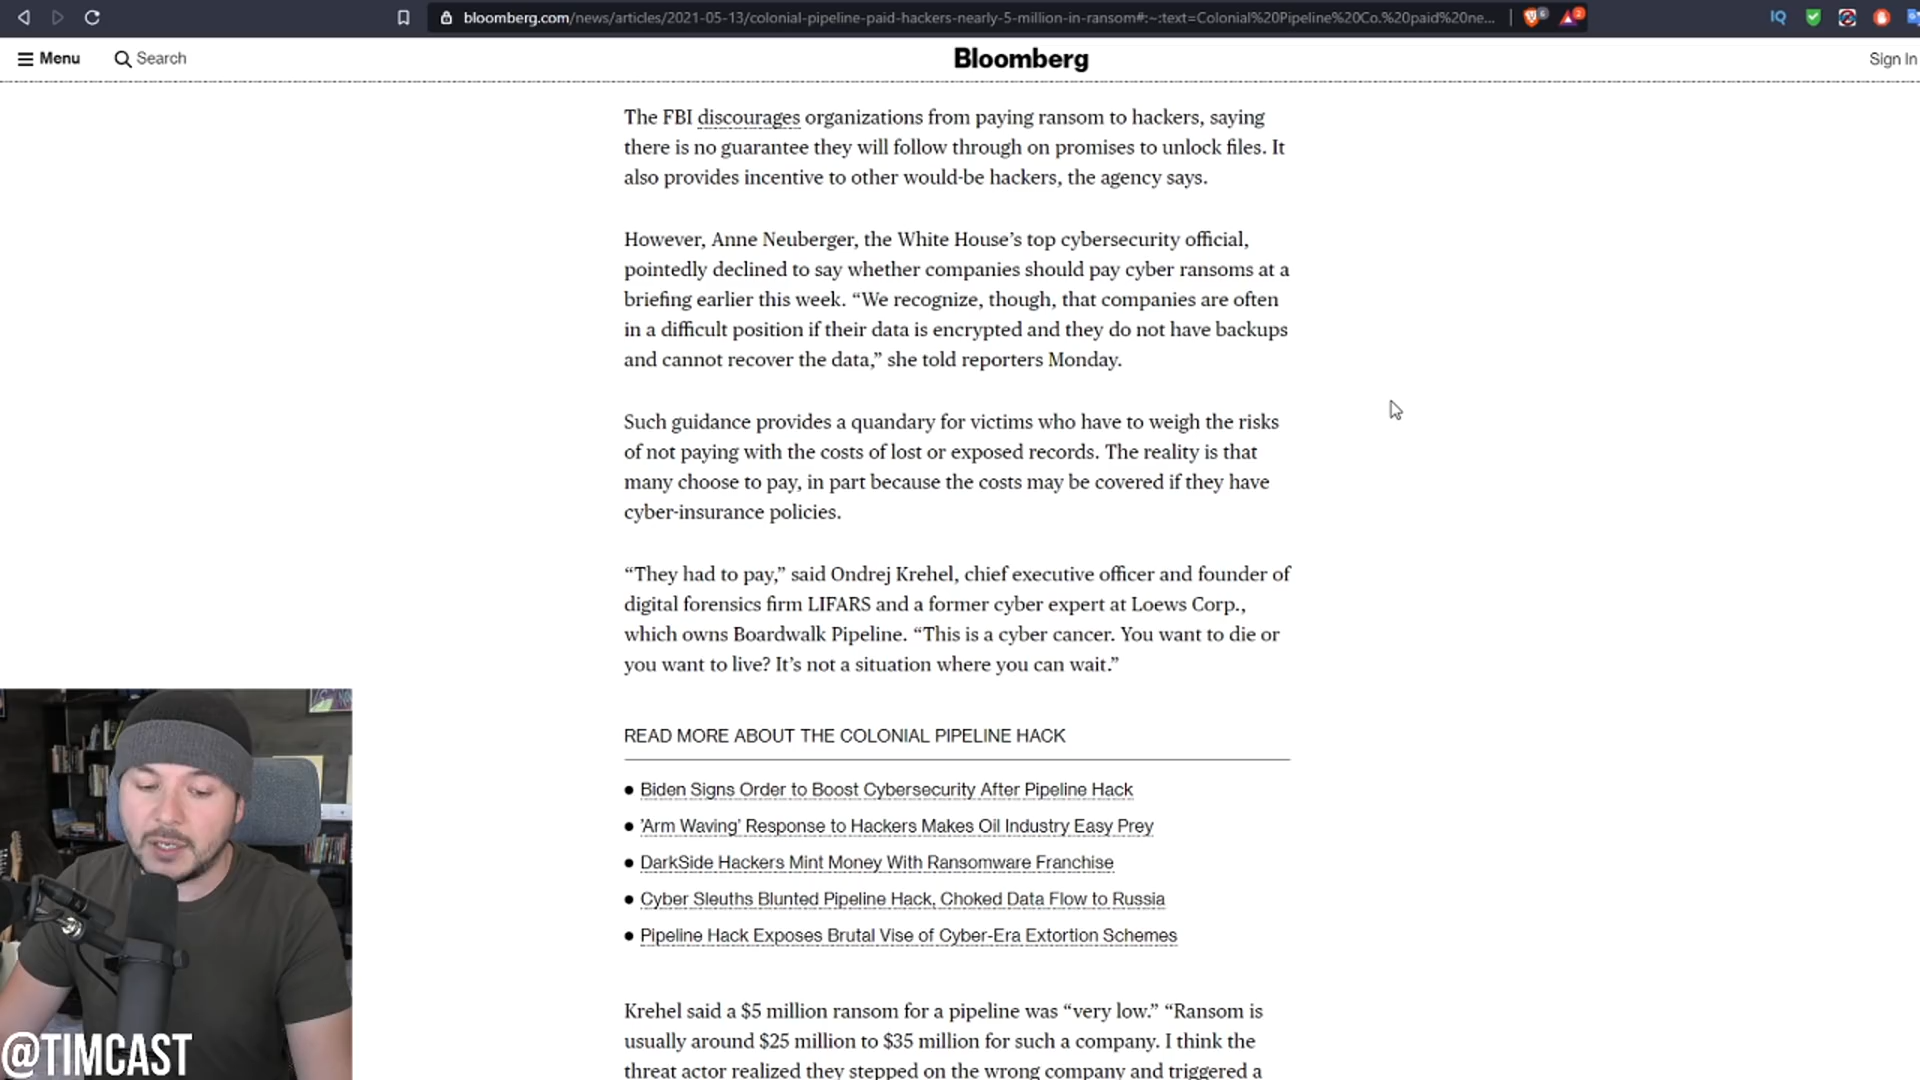 bloomberg.com/news/articles/2021-05-13/colonial-pipeline-paid-hackers-nearly-5-million-in-ransom#:~:text=Colonial%20Pipeline%20Co.%20paid%20ne...
IQ
Menu
Search
Bloomberg
Sign In
The FBI discourages organizations from paying ransom to hackers, saying
there is no guarantee they will follow through on promises to unlock files. It
also provides incentive to other would-be hackers, the agency says.
However, Anne Neuberger, the White House’s top cybersecurity official,
pointedly declined to say whether companies should pay cyber ransoms at a
briefing earlier this week. “We recognize, though, that companies are often
in a difficult position if their data is encrypted and they do not have backups
and cannot recover the data,” she told reporters Monday.
Such guidance provides a quandary for victims who have to weigh the risks
of not paying with the costs of lost or exposed records. The reality is that
many choose to pay, in part because the costs may be covered if they have
cyber-insurance policies.
“They had to pay,” said Ondrej Krehel, chief executive officer and founder of
digital forensics firm LIFARS and a former cyber expert at Loews Corp.,
which owns Boardwalk Pipeline. “This is a cyber cancer. You want to die or
you want to live? It’s not a situation where you can wait.”
READ MORE ABOUT THE COLONIAL PIPELINE HACK
● Biden Signs Order to Boost Cybersecurity After Pipeline Hack
● ’Arm Waving’ Response to Hackers Makes Oil Industry Easy Prey
● DarkSide Hackers Mint Money With Ransomware Franchise
● Cyber Sleuths Blunted Pipeline Hack, Choked Data Flow to Russia
● Pipeline Hack Exposes Brutal Vise of Cyber-Era Extortion Schemes
Krehel said a $5 million ransom for a pipeline was “very low.” “Ransom is
usually around $25 million to $35 million for such a company. I think the
threat actor realized they stepped on the wrong company and triggered a
@TIMCAST